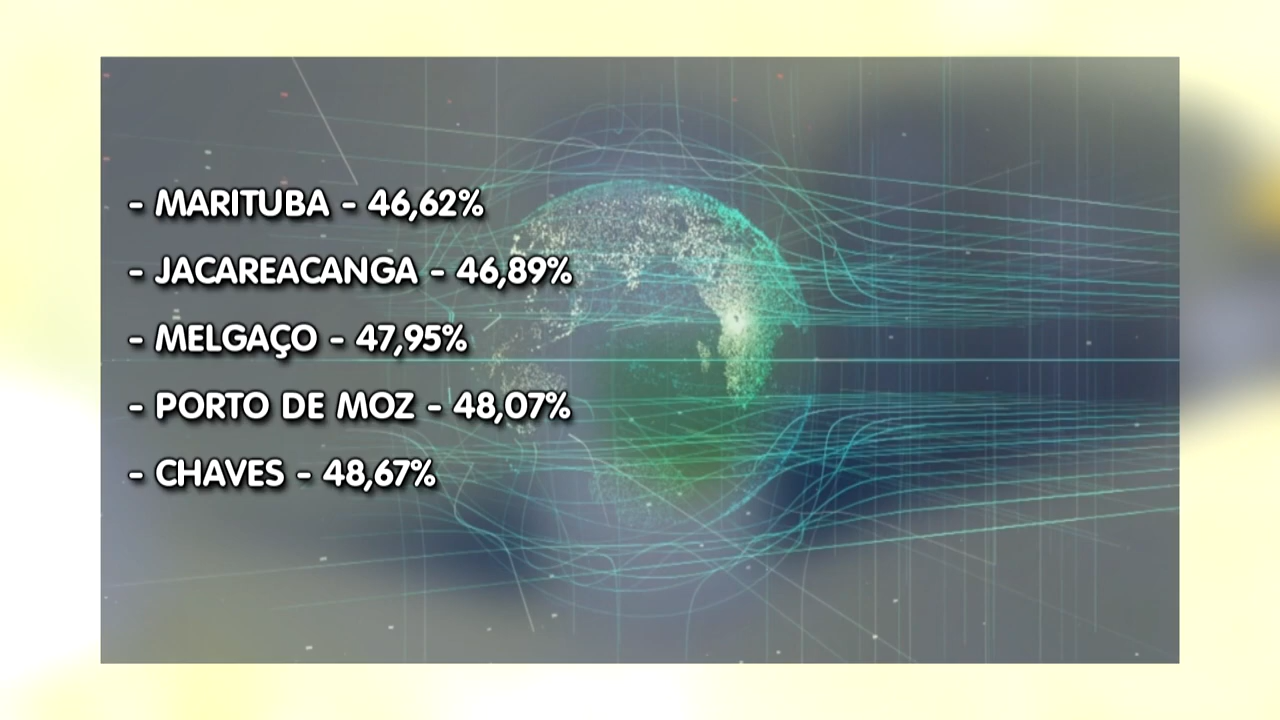 - MARITUBA - 46,62%
- JACAREACANGA - 46,89%
- MELGAÇO - 47,95%
- PORTO DE MOZ - 48,07%
- CHAVES - 48,67%